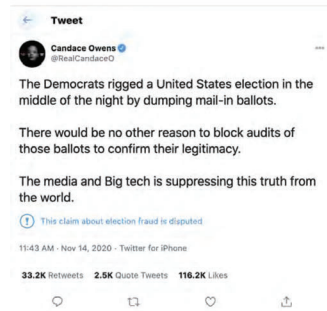 Tweet
Candace Owens
@RealCandaceO
The Democrats rigged a United States election in the
middle of the night by dumping mail-in ballots.
There would be no other reason to block audits of
those ballots to confirm their legitimacy.
The media and Big tech is suppressing this truth from
the world.
This claim about election fraud is disputed
11:43 AM · Nov 14, 2020 · Twitter for iPhone
33.2K Retweets 2.5K Quote Tweets 116.2K Likes